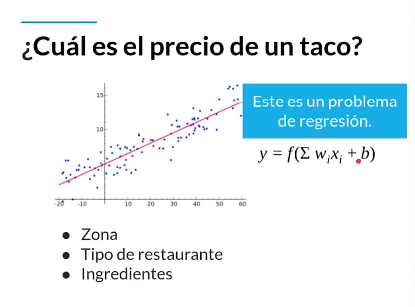 ¿Cuál es el precio de un taco?
Este es un problema
de regresión.
y = f(Σ wᵢxᵢ + b)
15
10
5
-20 -10 10 20 30 40 50 60
● Zona
● Tipo de restaurante
● Ingredientes